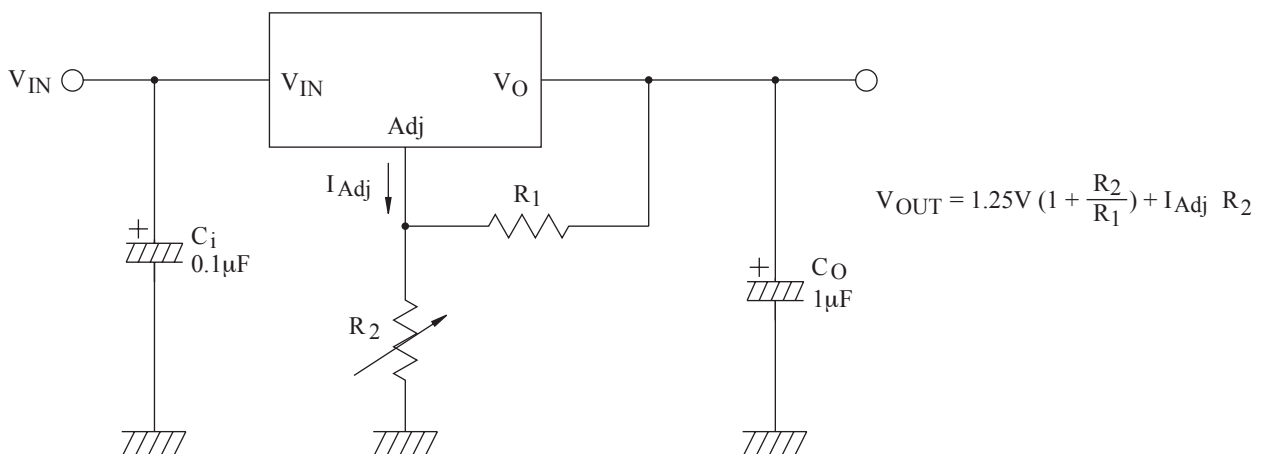 V_IN
V_IN
V_O
Adj
I_Adj
R_1
V_OUT = 1.25V (1 + R_2/R_1) + I_Adj R_2
+
C_i
0.1µF
+
C_O
1µF
R_2